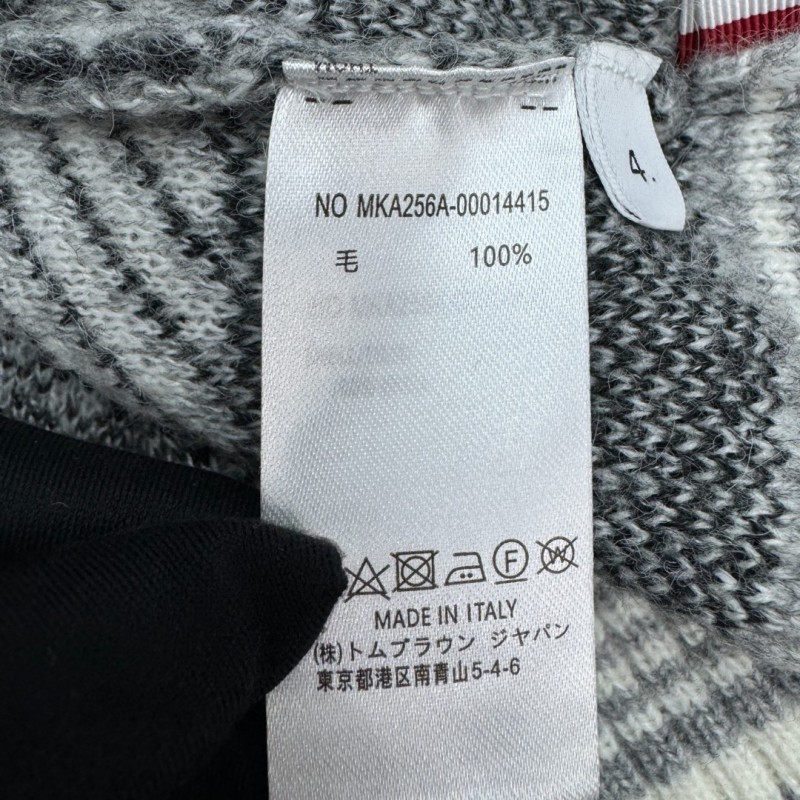 4.
NO MKA256A-00014415
毛 100%
F W
MADE IN ITALY
(株)トムブラウン ジヤパン
東京都港区南青山5-4-6